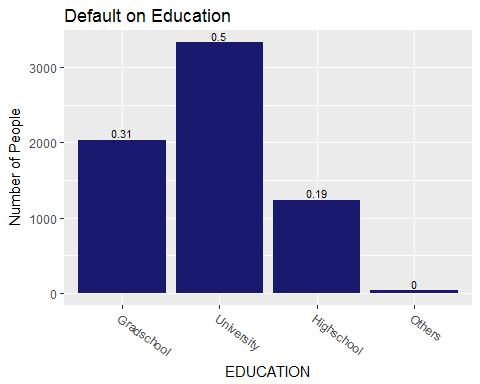 Default on Education
Number of People
3000
2000
1000
0
0.31
0.5
0.19
0
Gradschool
University
Highschool
Others
EDUCATION